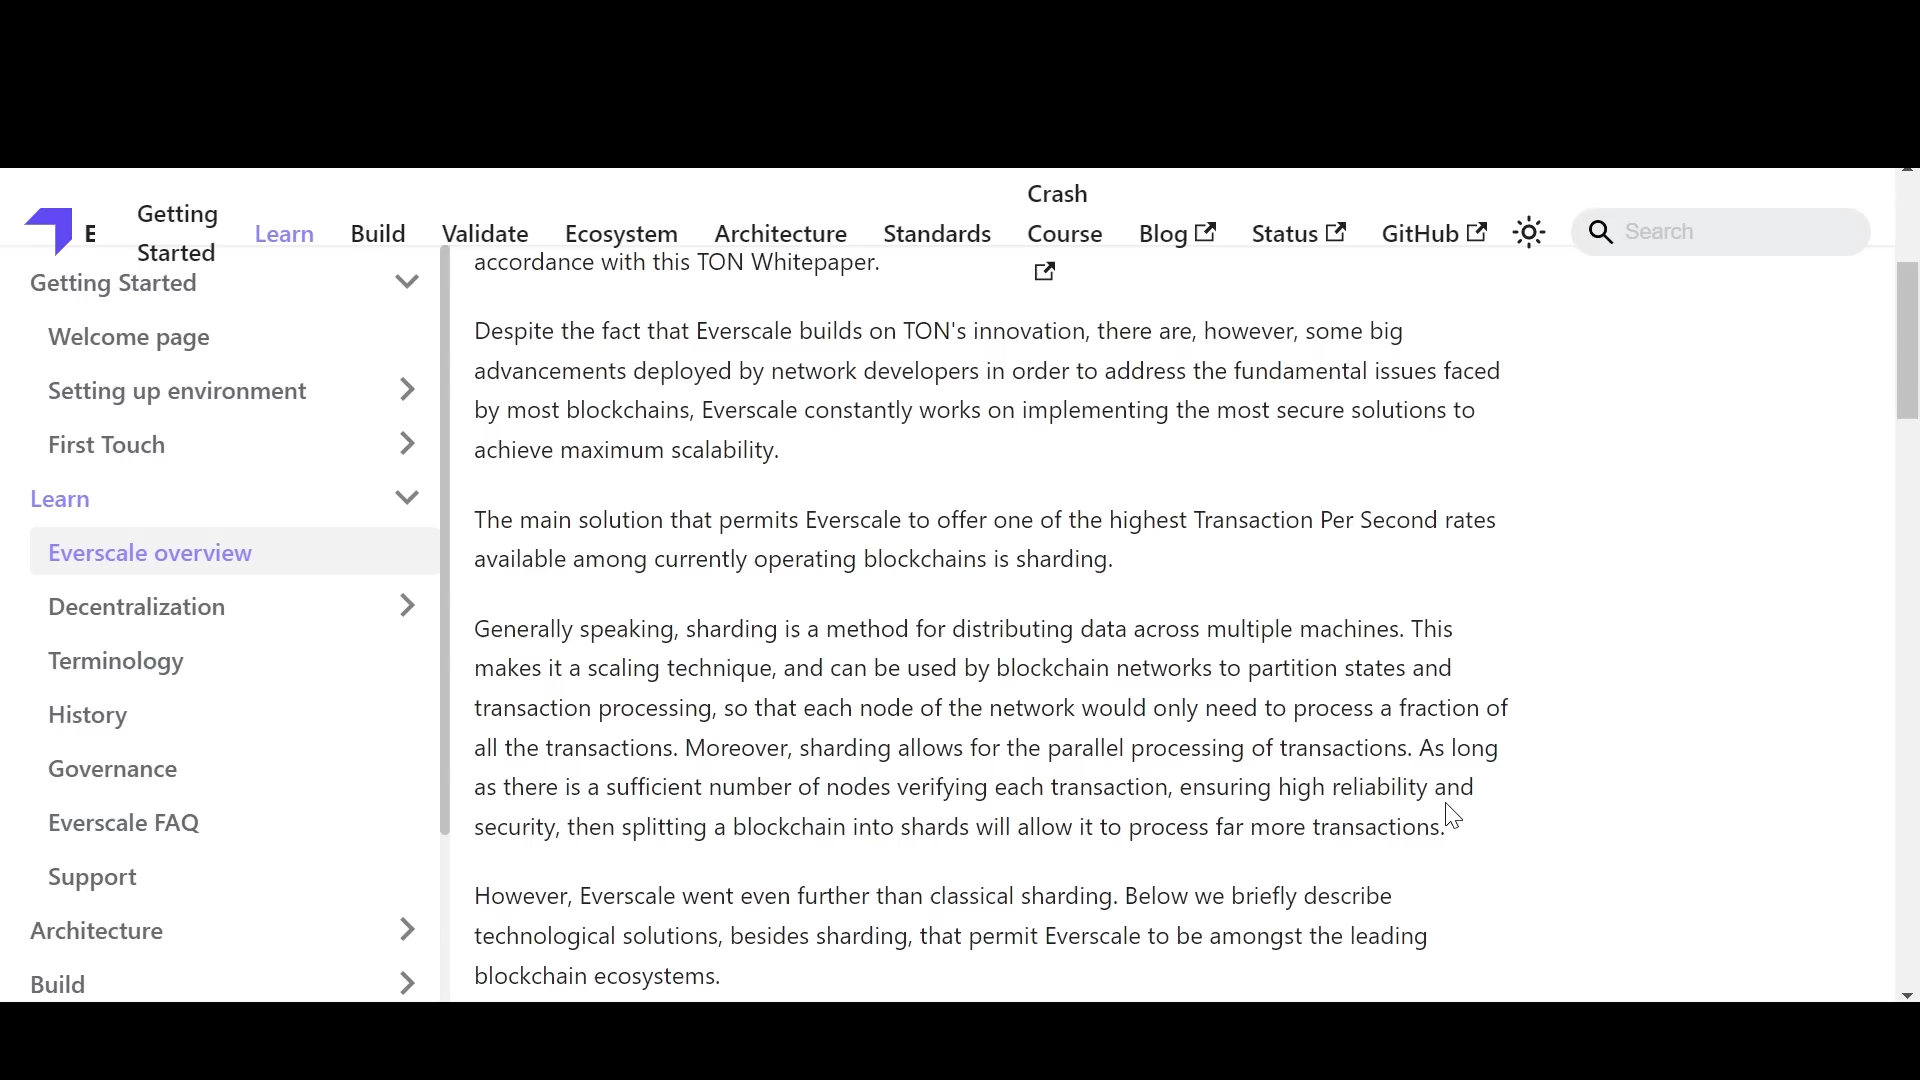 E
Getting
Started
Learn
Build
Validate
Ecosystem
Architecture
Standards
Crash
Course
Blog
Status
GitHub
Search
Getting Started
Welcome page
Setting up environment
First Touch
Learn
Everscale overview
Decentralization
Terminology
History
Governance
Everscale FAQ
Support
Architecture
Build
accordance with this TON Whitepaper.
Despite the fact that Everscale builds on TON's innovation, there are, however, some big
advancements deployed by network developers in order to address the fundamental issues faced
by most blockchains, Everscale constantly works on implementing the most secure solutions to
achieve maximum scalability.
The main solution that permits Everscale to offer one of the highest Transaction Per Second rates
available among currently operating blockchains is sharding.
Generally speaking, sharding is a method for distributing data across multiple machines. This
makes it a scaling technique, and can be used by blockchain networks to partition states and
transaction processing, so that each node of the network would only need to process a fraction of
all the transactions. Moreover, sharding allows for the parallel processing of transactions. As long
as there is a sufficient number of nodes verifying each transaction, ensuring high reliability and
security, then splitting a blockchain into shards will allow it to process far more transactions.
However, Everscale went even further than classical sharding. Below we briefly describe
technological solutions, besides sharding, that permit Everscale to be amongst the leading
blockchain ecosystems.